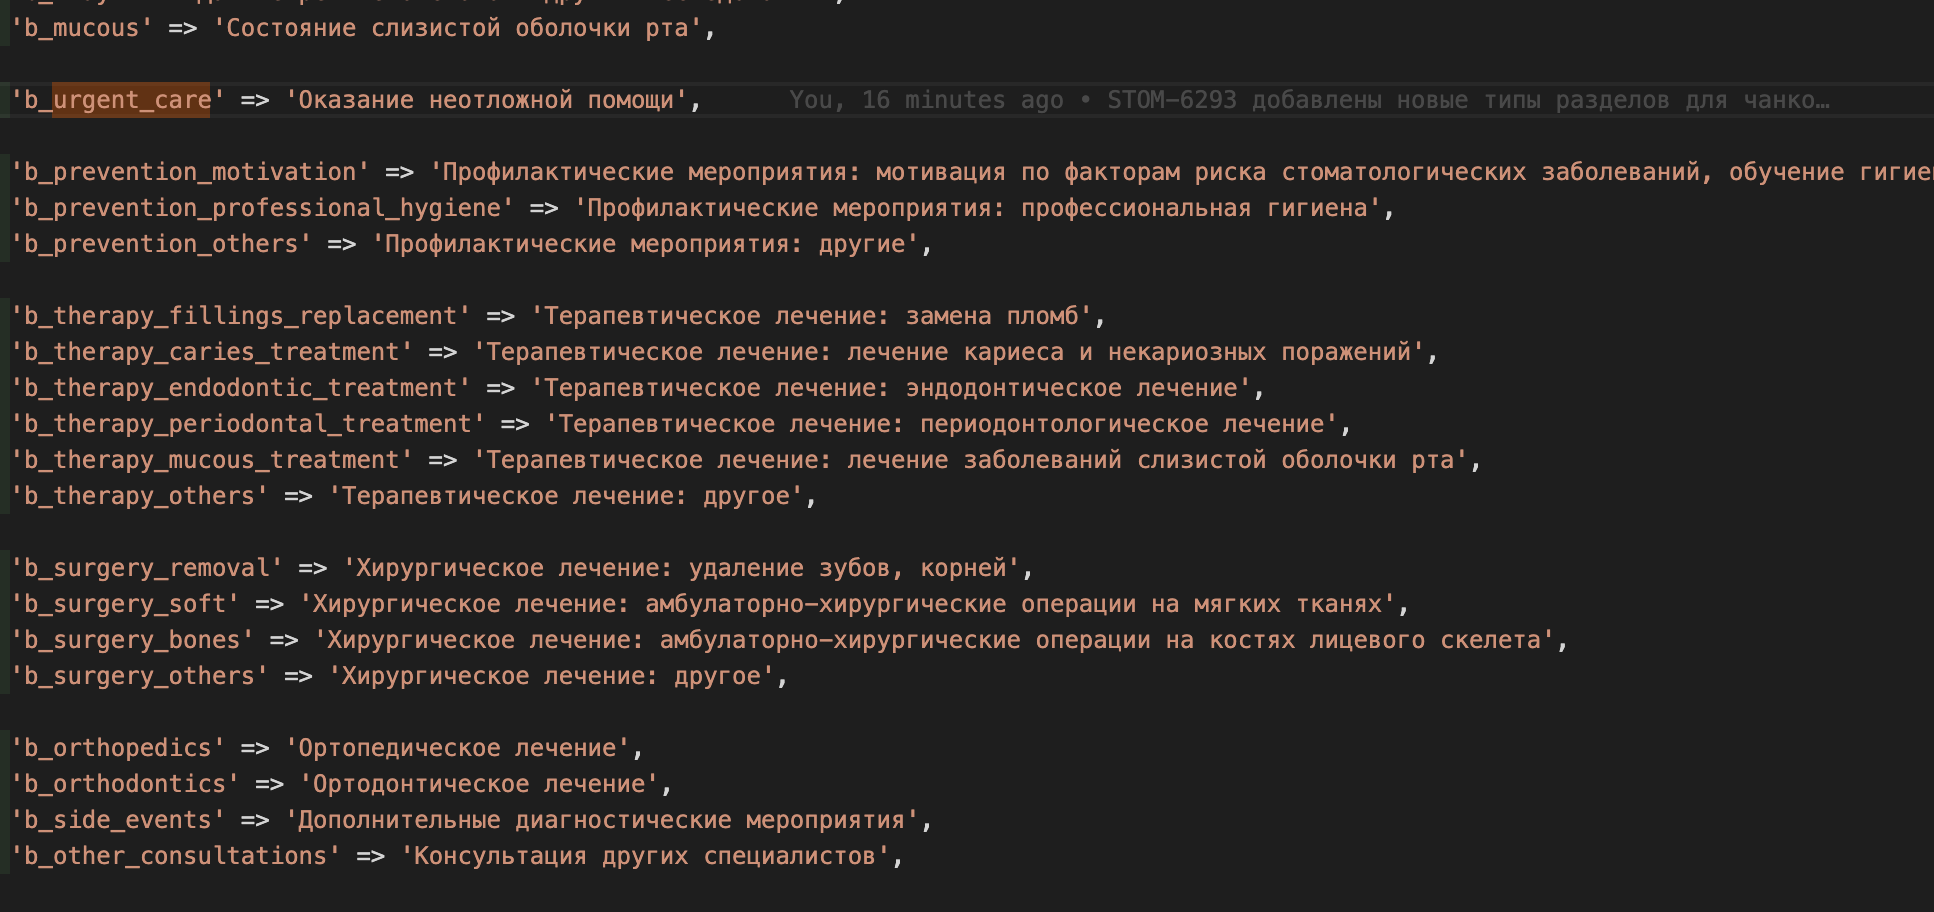 'b_mucous' => 'Состояние слизистой оболочки рта',
'b_urgent_care' => 'Оказание неотложной помощи', You, 16 minutes ago • STOM-6293 добавлены новые типы разделов для чанко…
'b_prevention_motivation' => 'Профилактические мероприятия: мотивация по факторам риска стоматологических заболеваний, обучение гигие
'b_prevention_professional_hygiene' => 'Профилактические мероприятия: профессиональная гигиена',
'b_prevention_others' => 'Профилактические мероприятия: другие',
'b_therapy_fillings_replacement' => 'Терапевтическое лечение: замена пломб',
'b_therapy_caries_treatment' => 'Терапевтическое лечение: лечение кариеса и некариозных поражений',
'b_therapy_endodontic_treatment' => 'Терапевтическое лечение: эндодонтическое лечение',
'b_therapy_periodontal_treatment' => 'Терапевтическое лечение: периодонтологическое лечение',
'b_therapy_mucous_treatment' => 'Терапевтическое лечение: лечение заболеваний слизистой оболочки рта',
'b_therapy_others' => 'Терапевтическое лечение: другое',
'b_surgery_removal' => 'Хирургическое лечение: удаление зубов, корней',
'b_surgery_soft' => 'Хирургическое лечение: амбулаторно-хирургические операции на мягких тканях',
'b_surgery_bones' => 'Хирургическое лечение: амбулаторно-хирургические операции на костях лицевого скелета',
'b_surgery_others' => 'Хирургическое лечение: другое',
'b_orthopedics' => 'Ортопедическое лечение',
'b_orthodontics' => 'Ортодонтическое лечение',
'b_side_events' => 'Дополнительные диагностические мероприятия',
'b_other_consultations' => 'Консультация других специалистов',